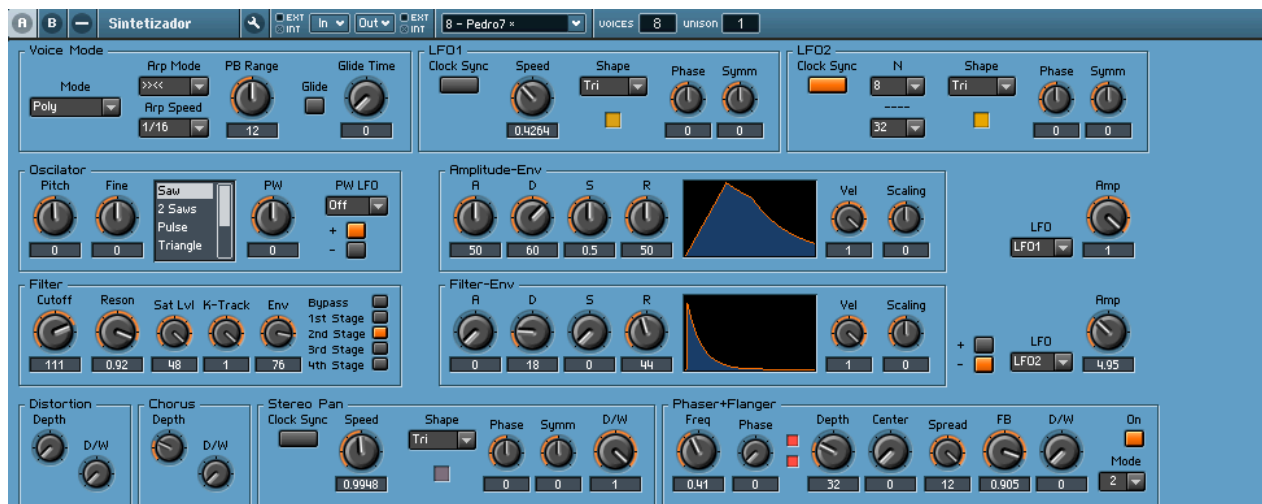 A B Sintetizador EXT INT In Out EXT INT 8 - Pedro7 × VOICES 8 UNISON 1
Voice Mode
Mode Arp Mode PB Range Glide Glide Time
Poly >><<
Arp Speed
1/16 12 0
LFO1
Clock Sync Speed Shape Phase Symm
Tri
0.4264 0 0
LFO2
Clock Sync N Shape Phase Symm
8 Tri
----
32 0 0
Oscilator
Pitch Fine PW PW LFO
Saw
2 Saws
Pulse
Triangle
Off
+
-
0 0 0
Amplitude-Env
A D S R Vel Scaling
50 60 0.5 50 1 0
Amp
LFO
LFO1 1
Filter
Cutoff Reson Sat Lvl K-Track Env
Bypass
1st Stage
2nd Stage
3rd Stage
4th Stage
111 0.92 48 1 76
Filter-Env
A D S R Vel Scaling
0 18 0 44 1 0
+
-
Amp
LFO
LFO2 4.95
Distortion
Depth
D/W
Chorus
Depth
D/W
Stereo Pan
Clock Sync Speed Shape Phase Symm D/W
Tri
0.9948 0 0 1
Phaser+Flanger
Freq Phase Depth Center Spread FB D/W On
Mode
0.41 0 32 0 12 0.905 0 2